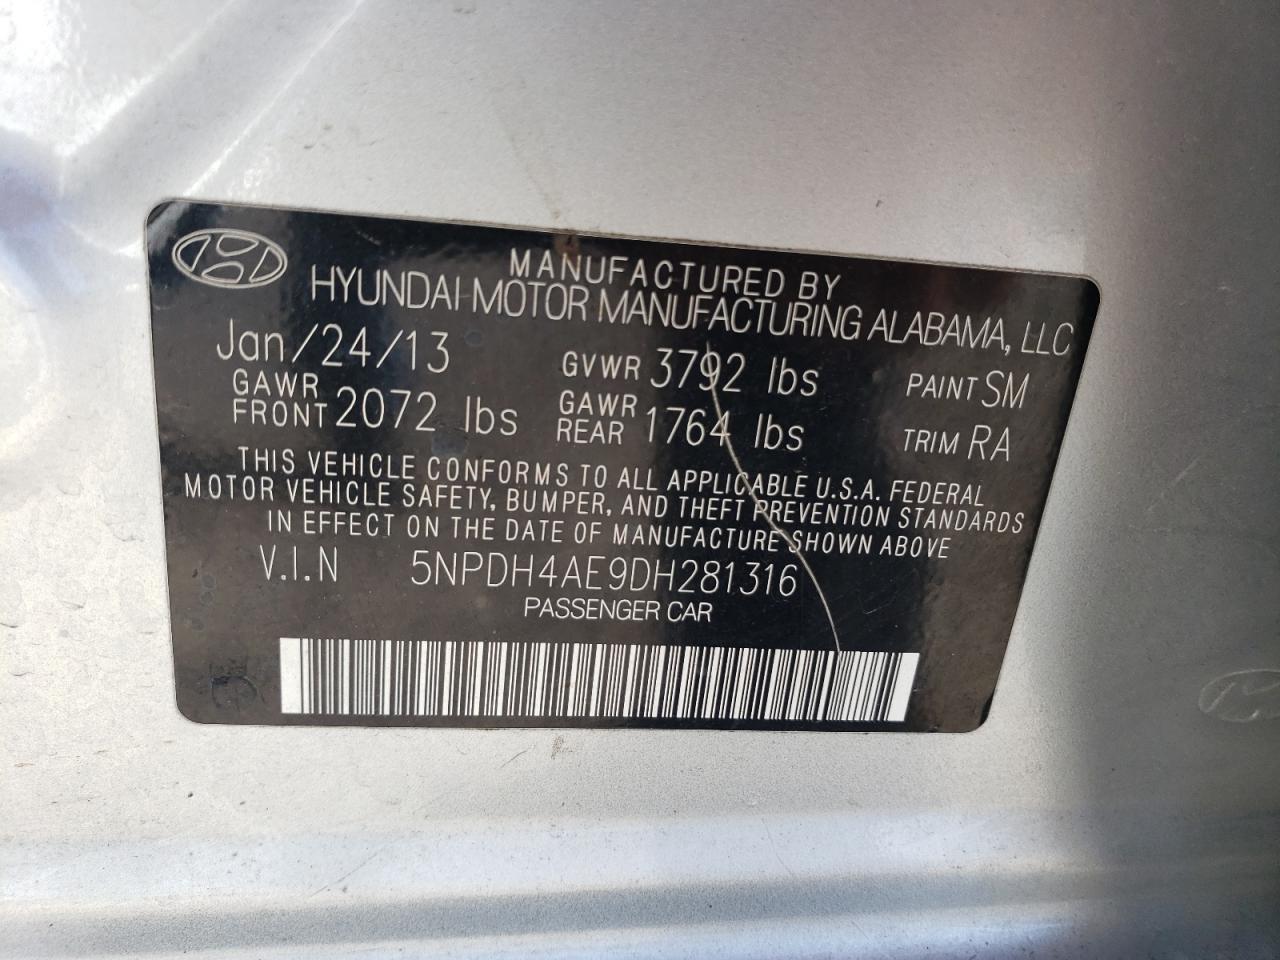 MANUFACTURED BY
HYUNDAI MOTOR MANUFACTURING ALABAMA, LLC
Jan/24/13 GVWR 3792 lbs PAINT SM
GAWR FRONT 2072 lbs GAWR REAR 1764 lbs TRIM RA
THIS VEHICLE CONFORMS TO ALL APPLICABLE U.S.A. FEDERAL
MOTOR VEHICLE SAFETY, BUMPER, AND THEFT PREVENTION STANDARDS
IN EFFECT ON THE DATE OF MANUFACTURE SHOWN ABOVE
V.I.N 5NPDH4AE9DH281316
PASSENGER CAR